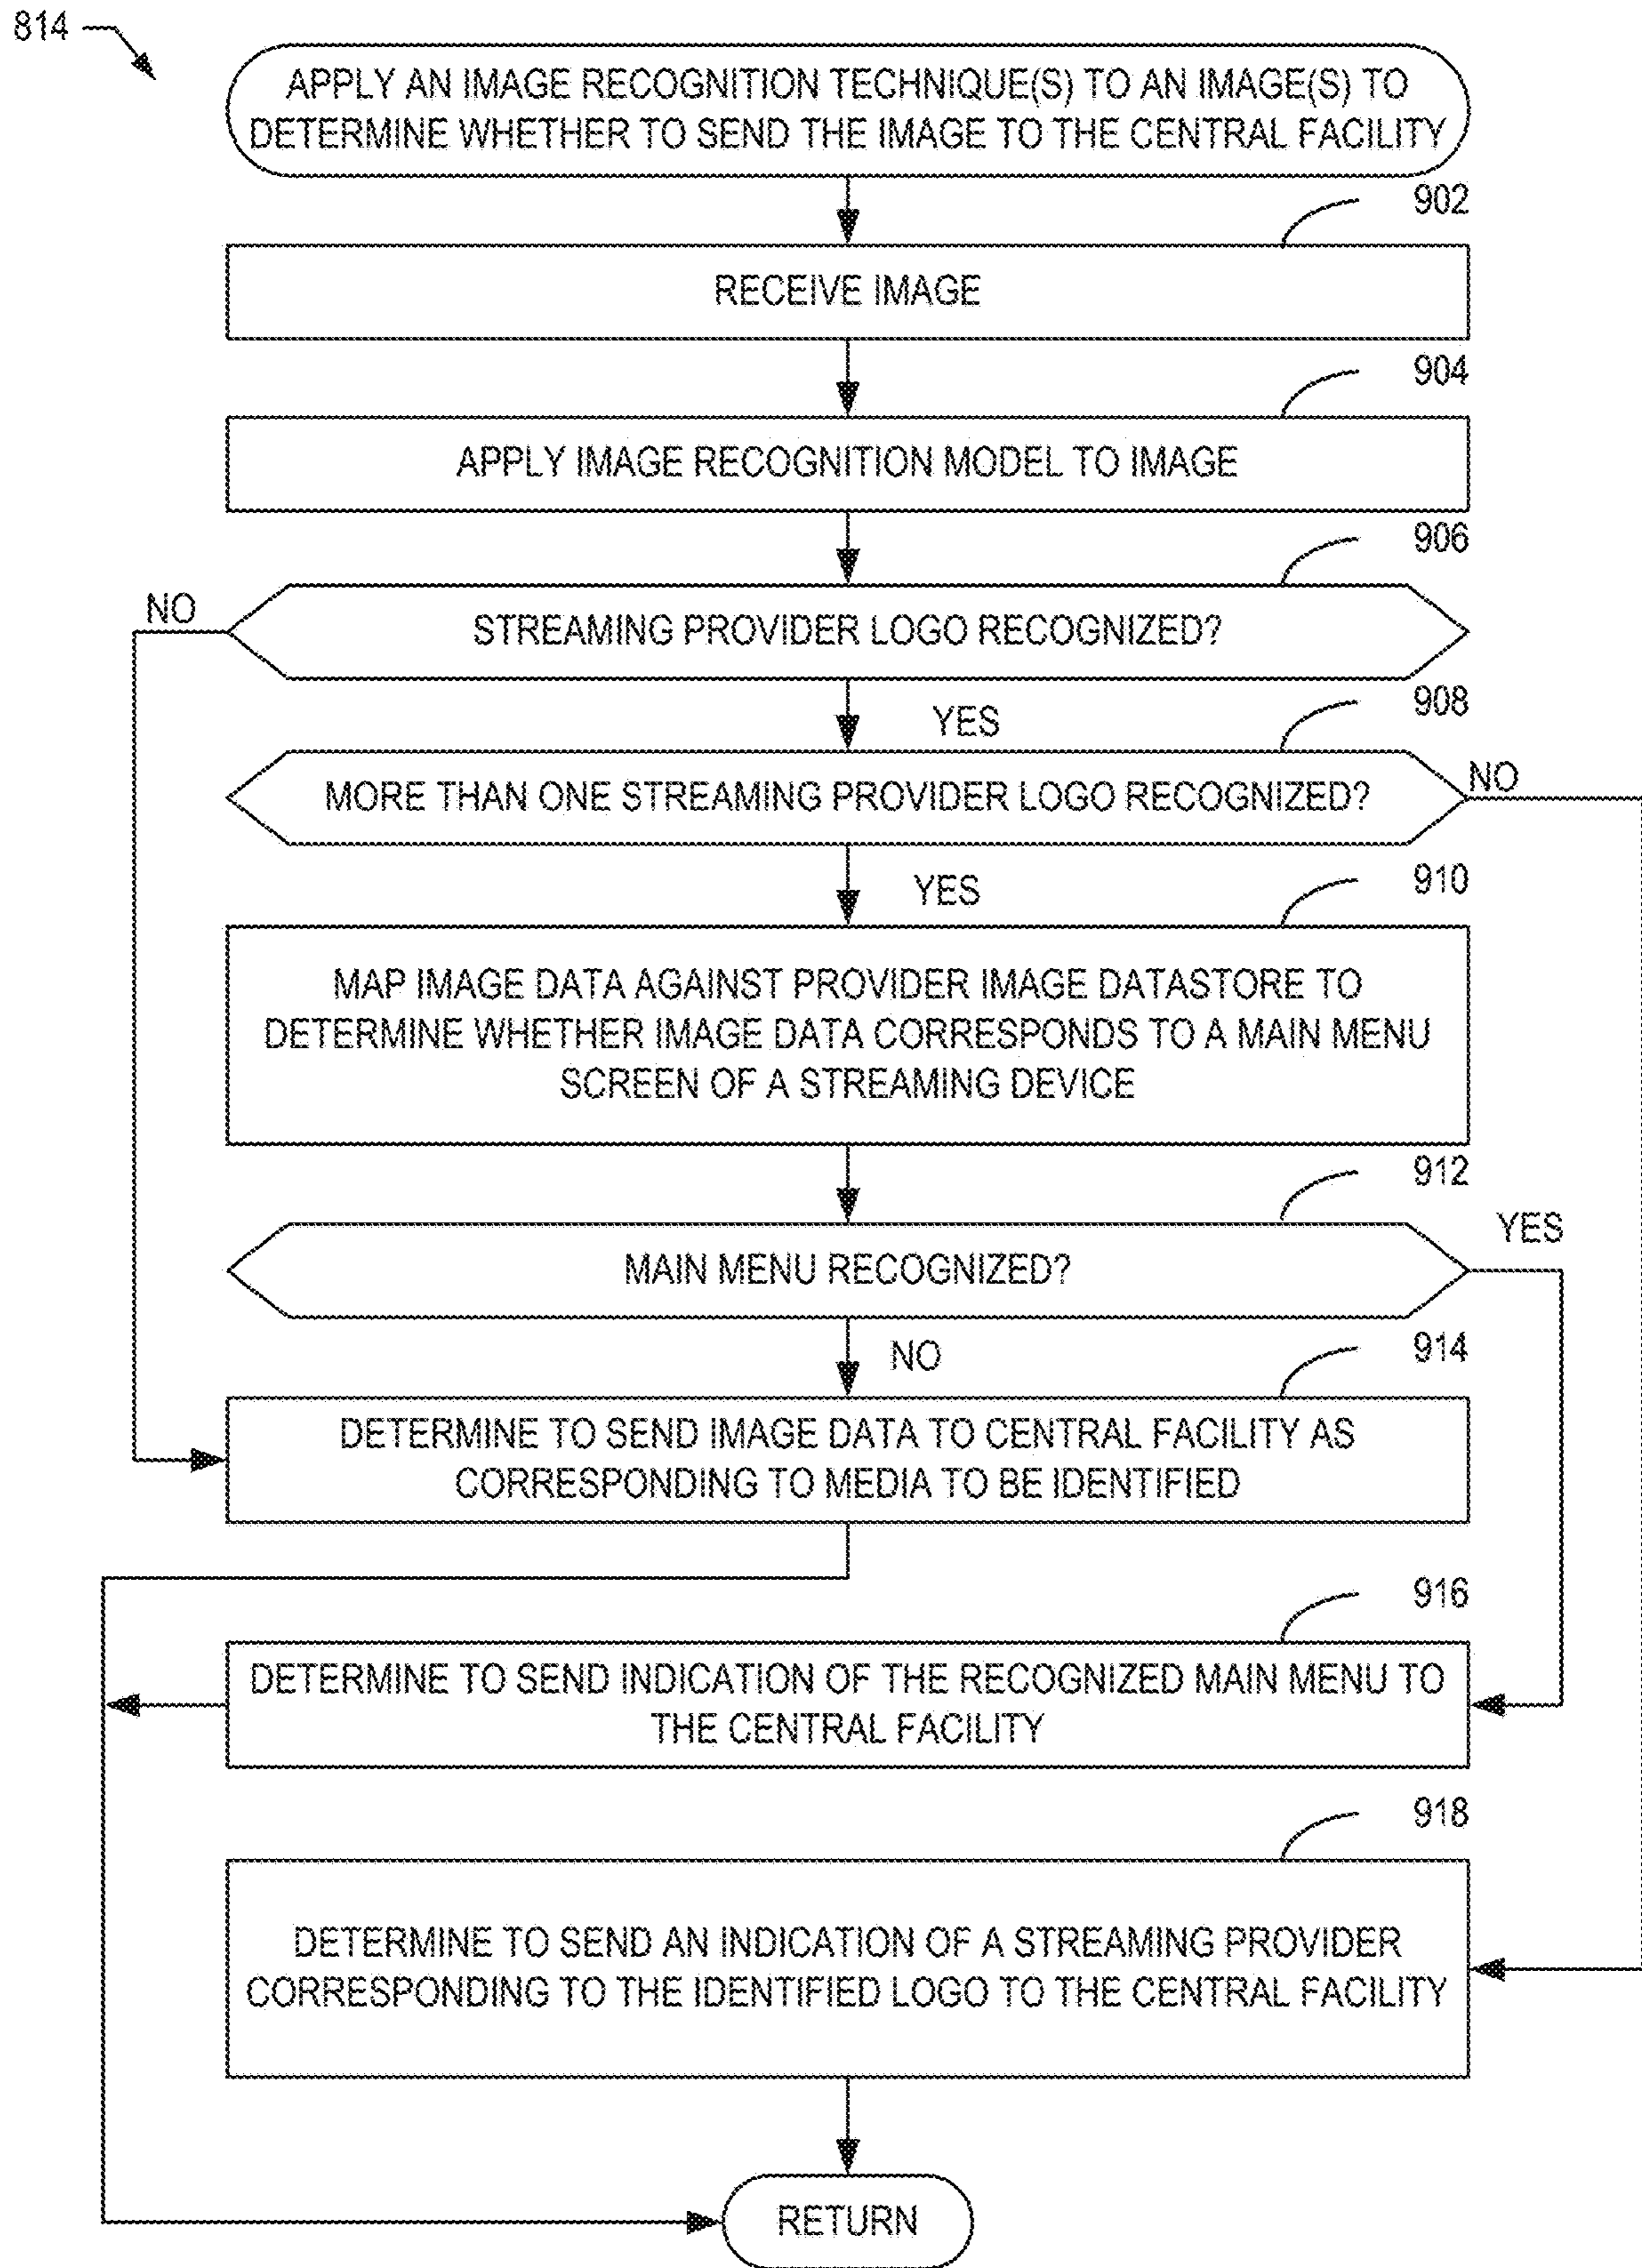 814
APPLY AN IMAGE RECOGNITION TECHNIQUE(S) TO AN IMAGE(S) TO
DETERMINE WHETHER TO SEND THE IMAGE TO THE CENTRAL FACILITY
902
RECEIVE IMAGE
904
APPLY IMAGE RECOGNITION MODEL TO IMAGE
906
NO
STREAMING PROVIDER LOGO RECOGNIZED?
908
YES
MORE THAN ONE STREAMING PROVIDER LOGO RECOGNIZED?
NO
910
YES
MAP IMAGE DATA AGAINST PROVIDER IMAGE DATASTORE TO
DETERMINE WHETHER IMAGE DATA CORRESPONDS TO A MAIN MENU
SCREEN OF A STREAMING DEVICE
912
YES
MAIN MENU RECOGNIZED?
914
NO
DETERMINE TO SEND IMAGE DATA TO CENTRAL FACILITY AS
CORRESPONDING TO MEDIA TO BE IDENTIFIED
916
DETERMINE TO SEND INDICATION OF THE RECOGNIZED MAIN MENU TO
THE CENTRAL FACILITY
918
DETERMINE TO SEND AN INDICATION OF A STREAMING PROVIDER
CORRESPONDING TO THE IDENTIFIED LOGO TO THE CENTRAL FACILITY
RETURN